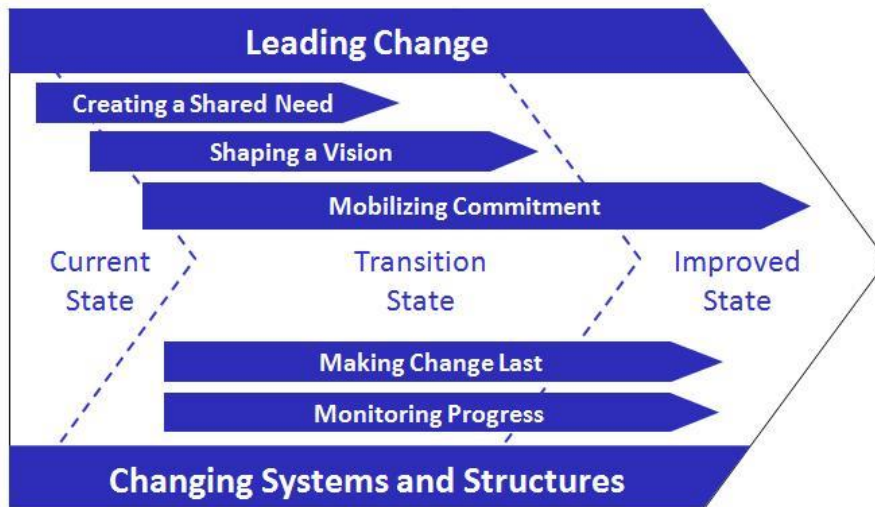 Leading Change
Creating a Shared Need
Shaping a Vision
Mobilizing Commitment
Current
State
Transition
State
Improved
State
Making Change Last
Monitoring Progress
Changing Systems and Structures